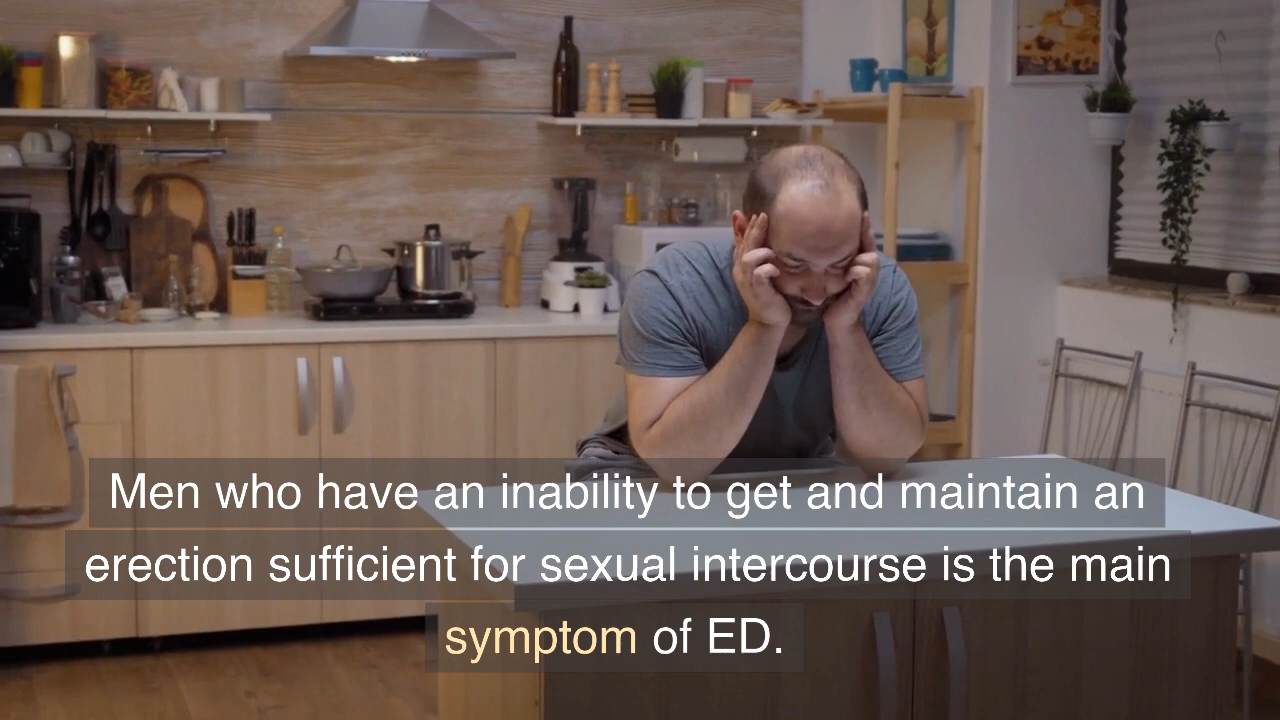 Men who have an inability to get and maintain an
erection sufficient for sexual intercourse is the main
symptom of ED.